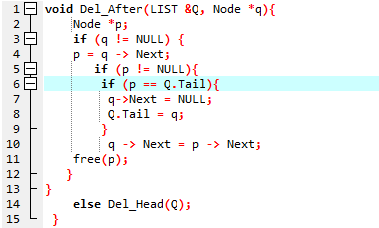 1 void Del_After(LIST &Q, Node *q){
2 Node *p;
3 if (q != NULL) {
4 p = q -> Next;
5 if (p != NULL){
6 if (p == Q.Tail){
7 q->Next = NULL;
8 Q.Tail = q;
9 }
10 q -> Next = p -> Next;
11 free(p);
12 }
13 }
14 else Del_Head(Q);
15 }